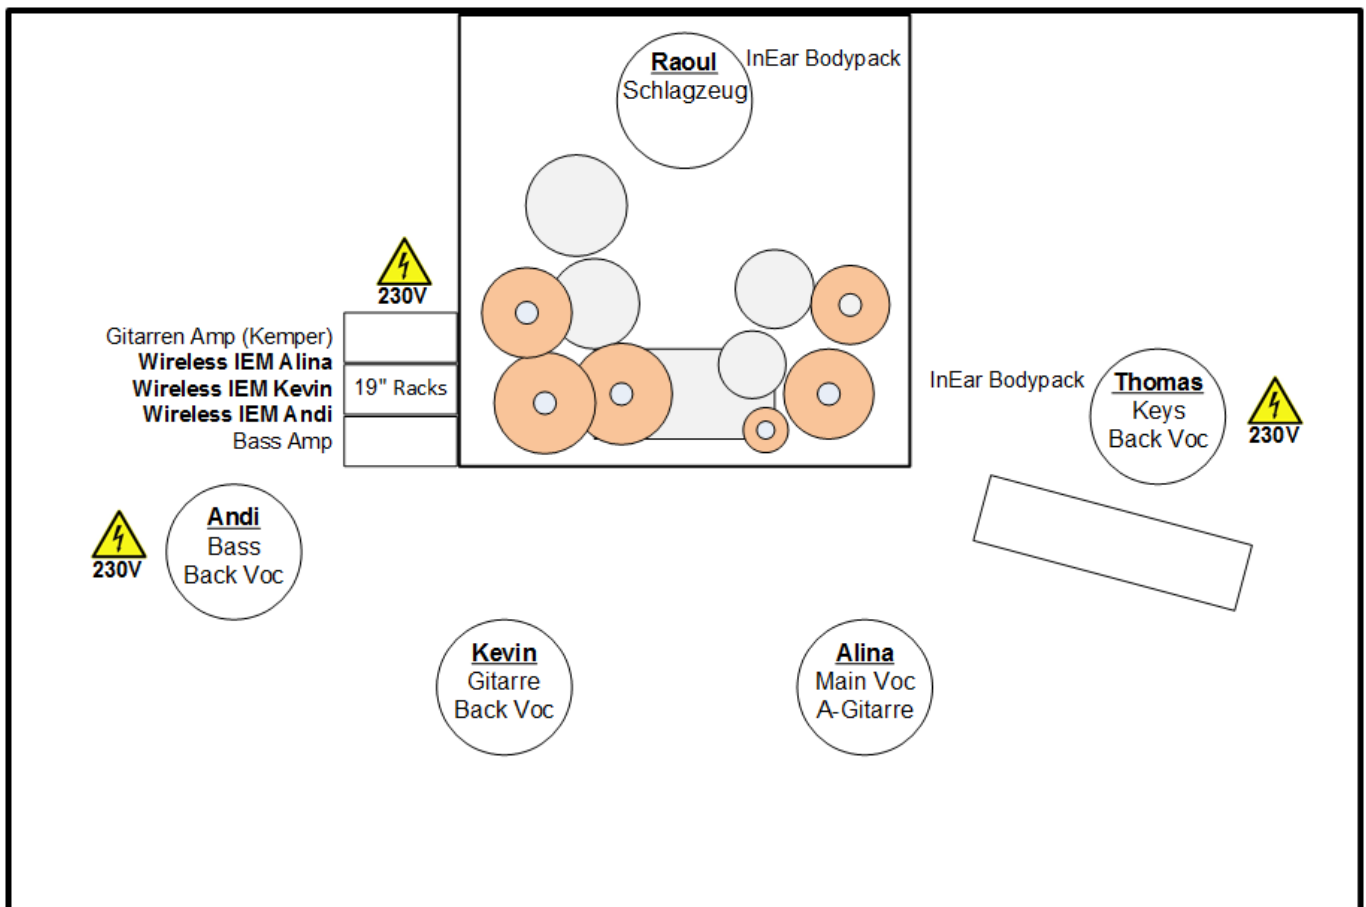 Raoul
Schlagzeug
InEar Bodypack
230V
Gitarren Amp (Kemper)
Wireless IEM Alina
Wireless IEM Kevin
Wireless IEM Andi
Bass Amp
19" Racks
InEar Bodypack
Thomas
Keys
Back Voc
230V
230V
Andi
Bass
Back Voc
Kevin
Gitarre
Back Voc
Alina
Main Voc
A-Gitarre